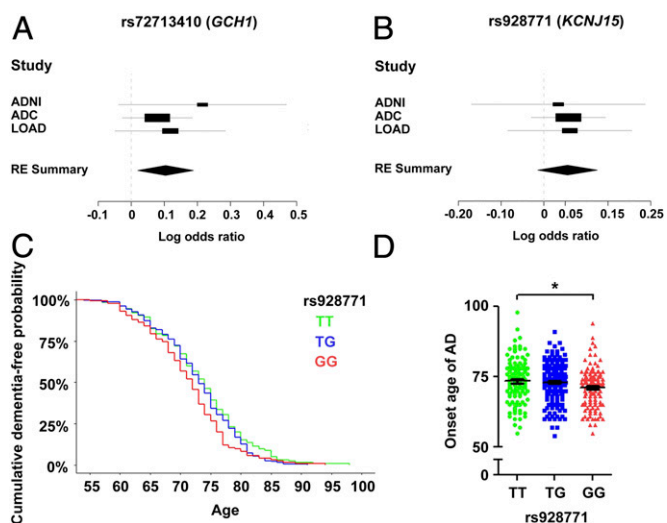 A
rs72713410 (GCH1)
Study
ADNI
ADC
LOAD
RE Summary
-0.1 0 0.1 0.2 0.3 0.4 0.5
Log odds ratio
B
rs928771 (KCNJ15)
Study
ADNI
ADC
LOAD
RE Summary
-0.20 -0.10 0 0.05 0.15 0.25
Log odds ratio
C
Cumulative dementia-free probability
100%
75%
50%
25%
0%
rs928771
TT
TG
GG
55 60 65 70 75 80 85 90 95 100
Age
D
Onset age of AD
100
75
50
0
*
TT TG GG
rs928771